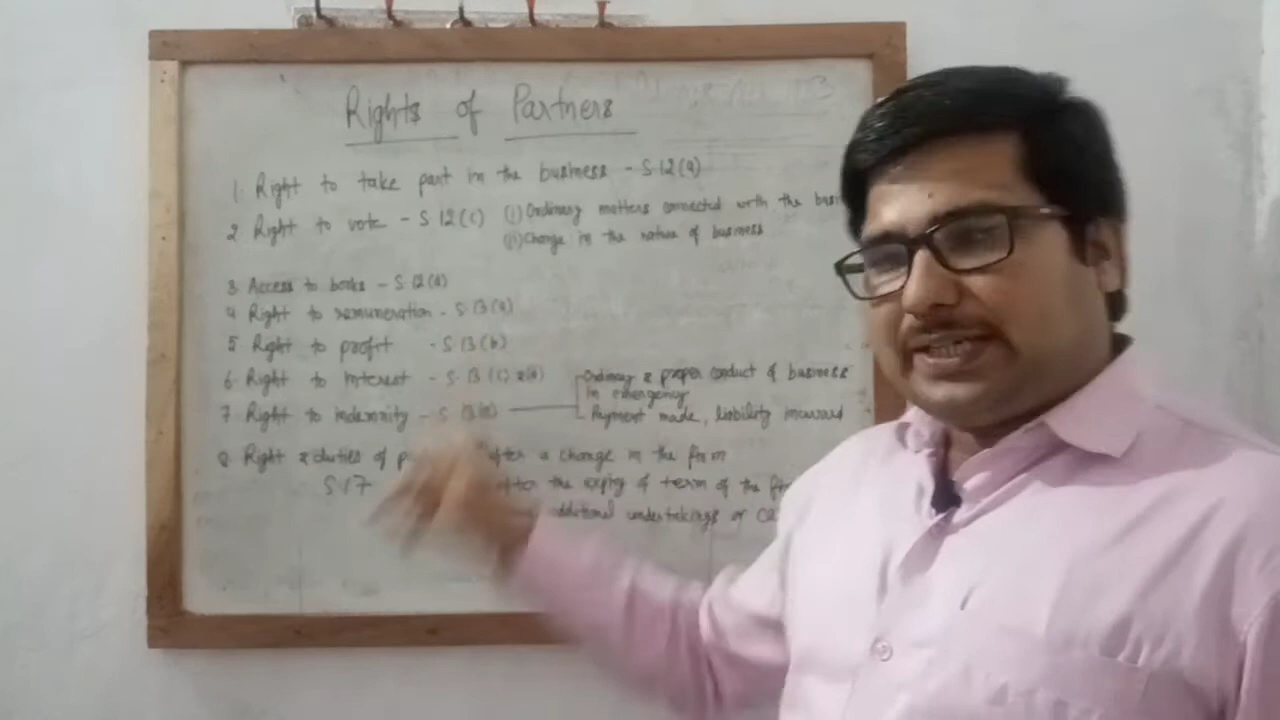 Rights of Partners
1. Right to take part in the business - S.12(a)
2 Right to vote - S 12(c) (i) Ordinary matters connected with the
(ii) Change in the nature of business
3 Access to books - S.12(d)
4 Right to remuneration - S.13(a)
5 Right to profit - S.13(b)
6. Right to interest - S.13(c) &(d) Ordinary & proper conduct of business
in emergency
7 Right to indemnity - S Payment made, liability incurred
8. Right & duties of after a change in the firm
S.17 after the expiry of term of the
additional undertakings or